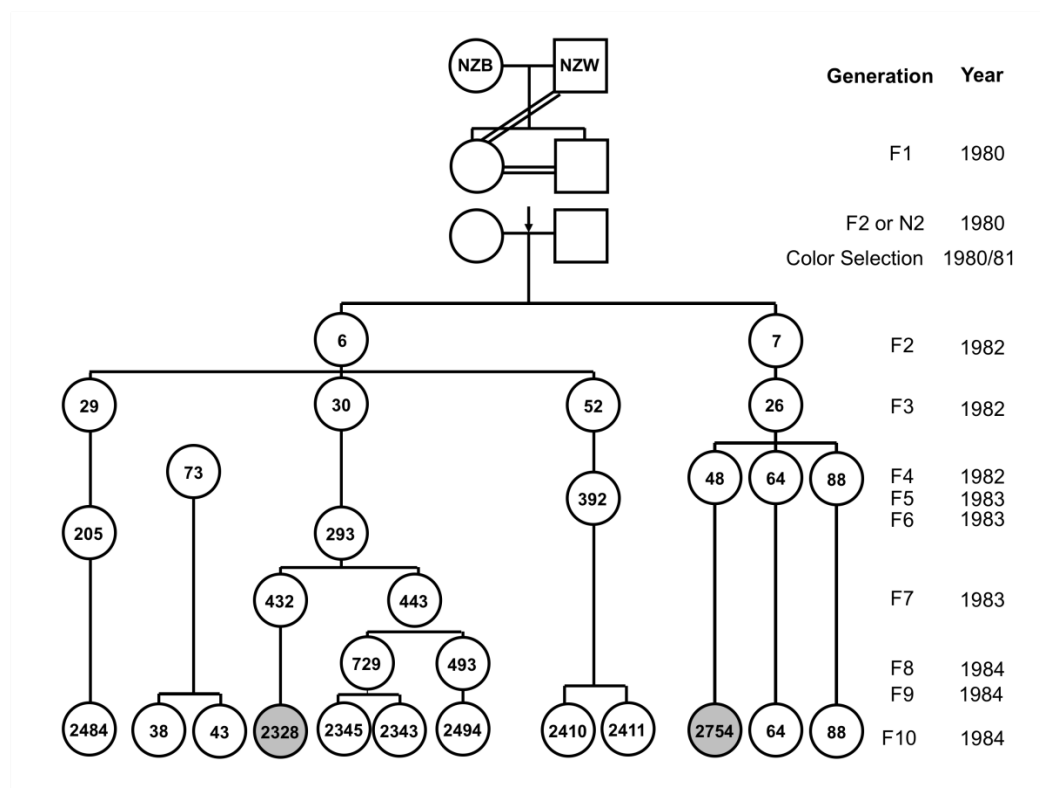 NZB NZW
Generation Year
F1 1980
F2 or N2 1980
Color Selection 1980/81
6 7 F2 1982
29 30 52 26 F3 1982
73 48 64 88 F4 1982
392 F5 1983
205 293 F6 1983
432 443 F7 1983
729 493 F8 1984
F9 1984
2484 38 43 2328 2345 2343 2494 2410 2411 2754 64 88 F10 1984